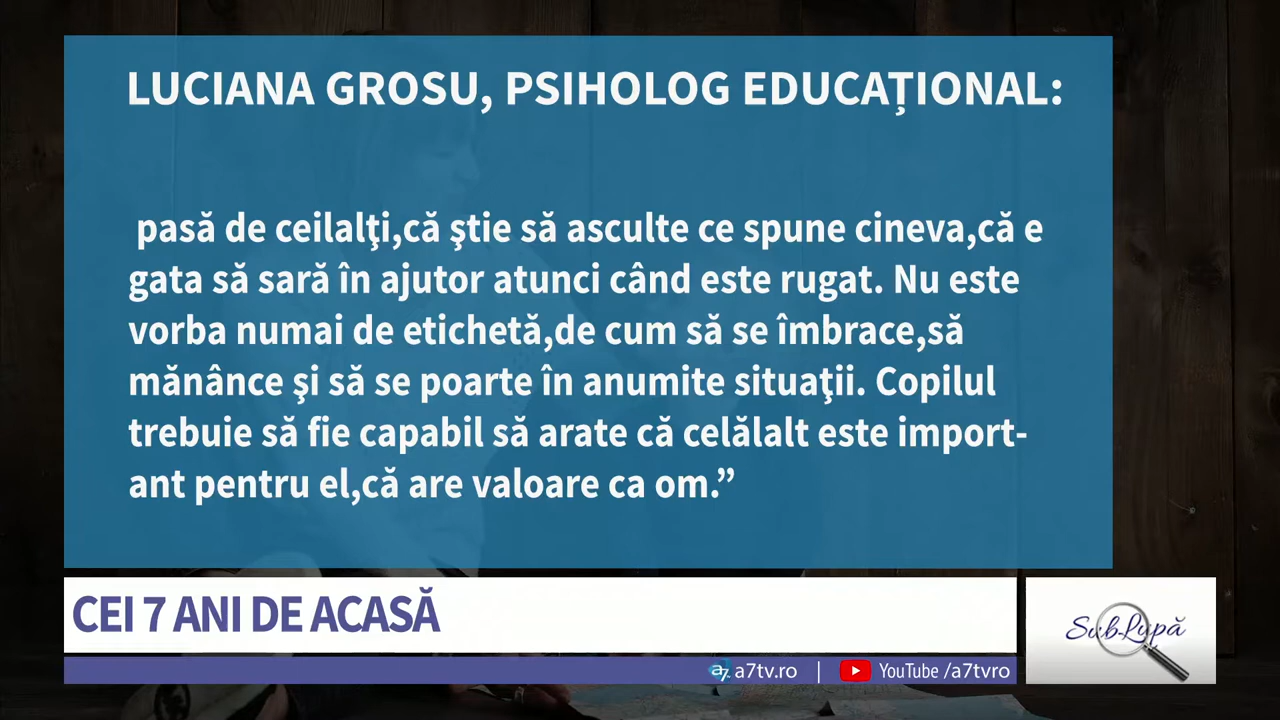 LUCIANA GROSU, PSIHOLOG EDUCAȚIONAL:
pasă de ceilalţi,că ştie să asculte ce spune cineva,că e
gata să sară în ajutor atunci când este rugat. Nu este
vorba numai de etichetă,de cum să se îmbrace,să
mănânce şi să se poarte în anumite situaţii. Copilul
trebuie să fie capabil să arate că celălalt este import-
ant pentru el,că are valoare ca om.”
CEI 7 ANI DE ACASĂ
Sub Lupă
a7 a7tv.ro | YouTube /a7tvro